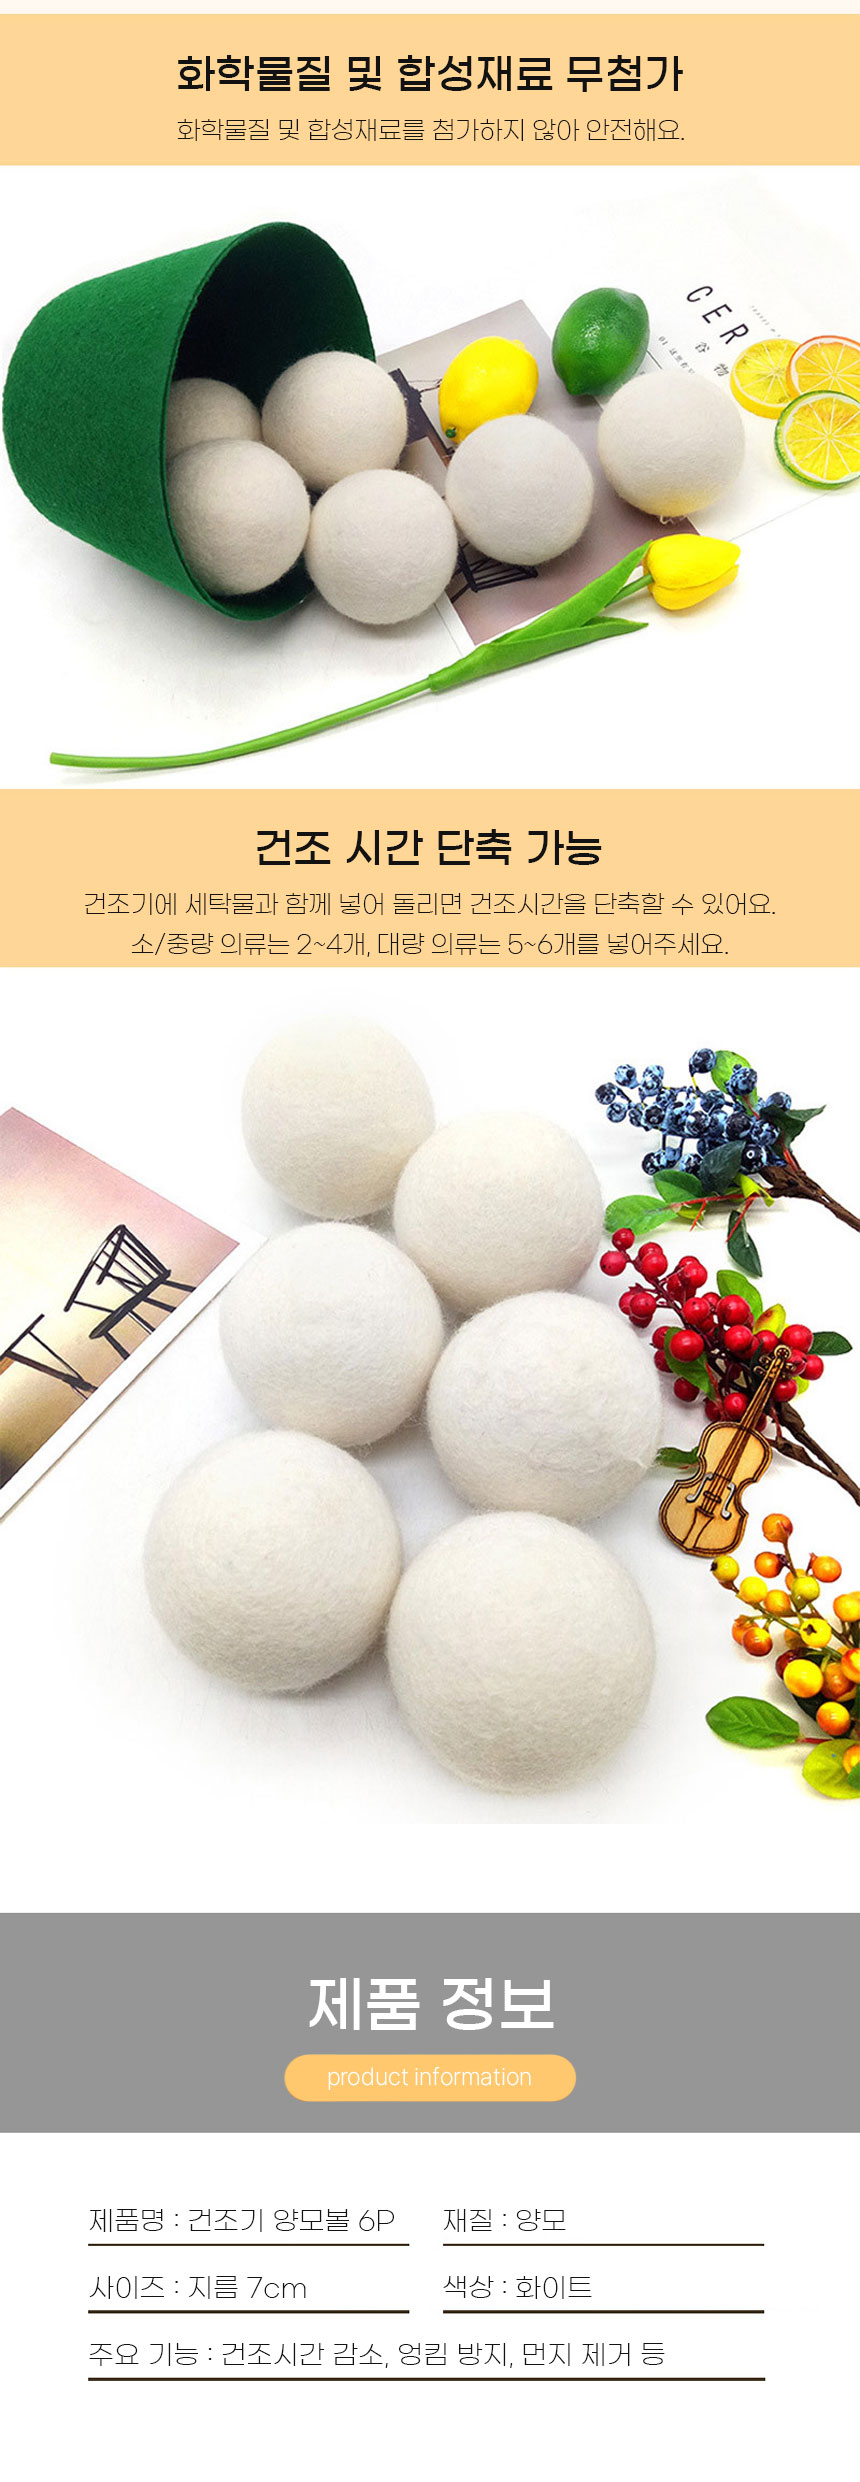 화학물질 및 합성재료 무첨가
화학물질 및 합성재료를 첨가하지 않아 안전해요.
CER
谷 物
건조 시간 단축 가능
건조기에 세탁물과 함께 넣어 돌리면 건조시간을 단축할 수 있어요.
소/중량 의류는 2~4개, 대량 의류는 5~6개를 넣어주세요.
제품 정보
product information
제품명 : 건조기 양모볼 6P
재질 : 양모
사이즈 : 지름 7cm
색상 : 화이트
주요 기능 : 건조시간 감소, 엉킴 방지, 먼지 제거 등